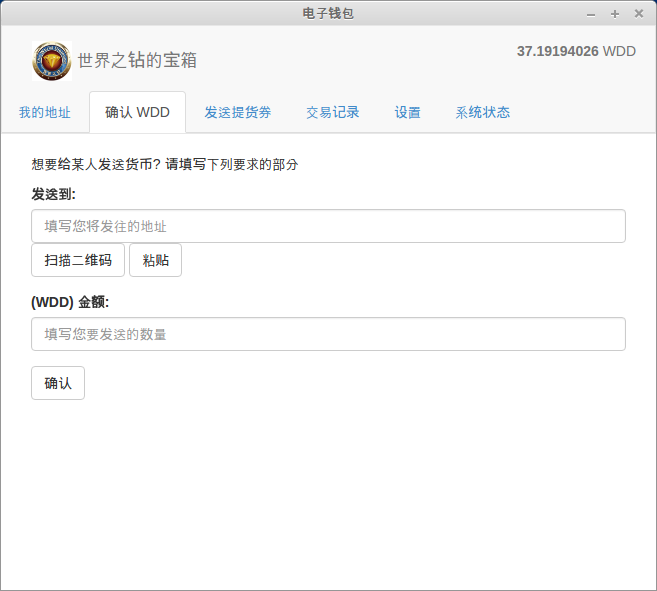 电子钱包
世界之钻的宝箱
37.19194026 WDD
我的地址 确认 WDD 发送提货券 交易记录 设置 系统状态
想要给某人发送货币? 请填写下列要求的部分
发送到:
填写您将发往的地址
扫描二维码 粘贴
(WDD) 金额:
填写您要发送的数量
确认